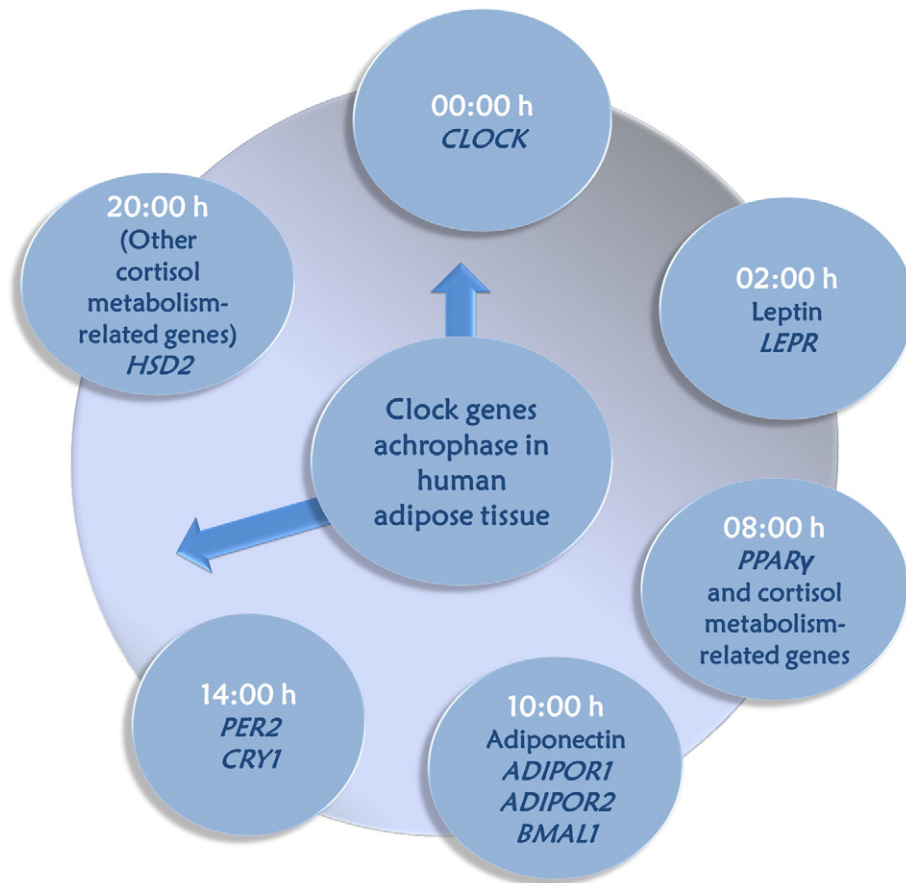 00:00 h
CLOCK
02:00 h
Leptin
LEPR
08:00 h
PPARγ
and cortisol
metabolism-
related genes
10:00 h
Adiponectin
ADIPOR1
ADIPOR2
BMAL1
14:00 h
PER2
CRY1
20:00 h
(Other
cortisol
metabolism-
related genes)
HSD2
Clock genes
achrophase in
human
adipose tissue